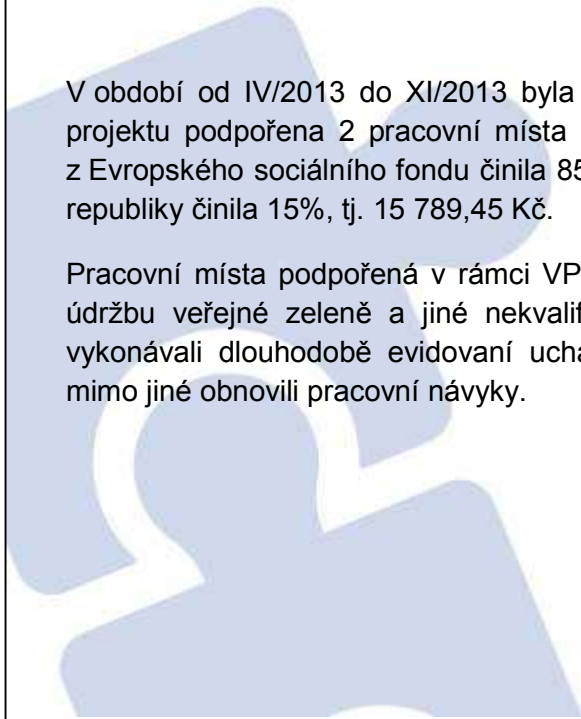 V období od IV/2013 do XI/2013 byla
projektu podpořena 2 pracovní místa
z Evropského sociálního fondu činila 85
republiky činila 15%, tj. 15 789,45 Kč.
Pracovní místa podpořená v rámci VP
údržbu veřejné zeleně a jiné nekvalif
vykonávali dlouhodobě evidovaní ucha
mimo jiné obnovili pracovní návyky.